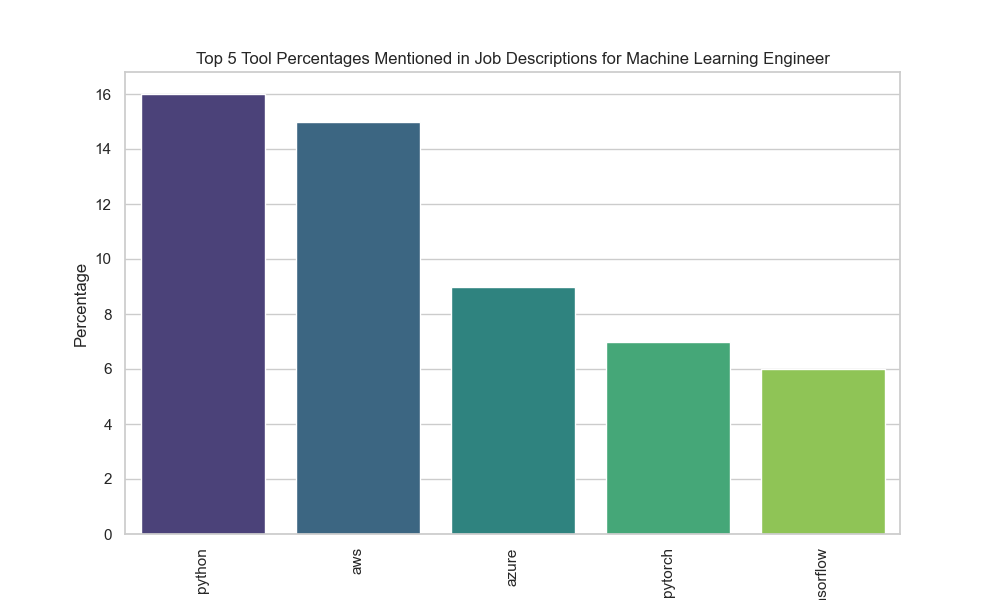 Top 5 Tool Percentages Mentioned in Job Descriptions for Machine Learning Engineer
Percentage
16
14
12
10
8
6
4
2
0
python
aws
azure
pytorch
nsorflow